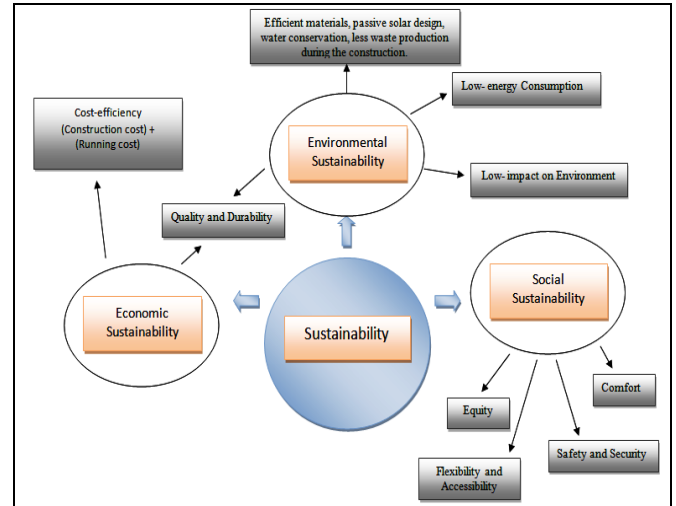 Efficient materials, passive solar design,
water conservation, less waste production
during the construction.
Low- energy Consumption
Cost-efficiency
(Construction cost) +
(Running cost)
Environmental
Sustainability
Low- impact on Environment
Quality and Durability
Social
Sustainability
Economic
Sustainability
Sustainability
Comfort
Equity
Safety and Security
Flexibility and
Accessibility